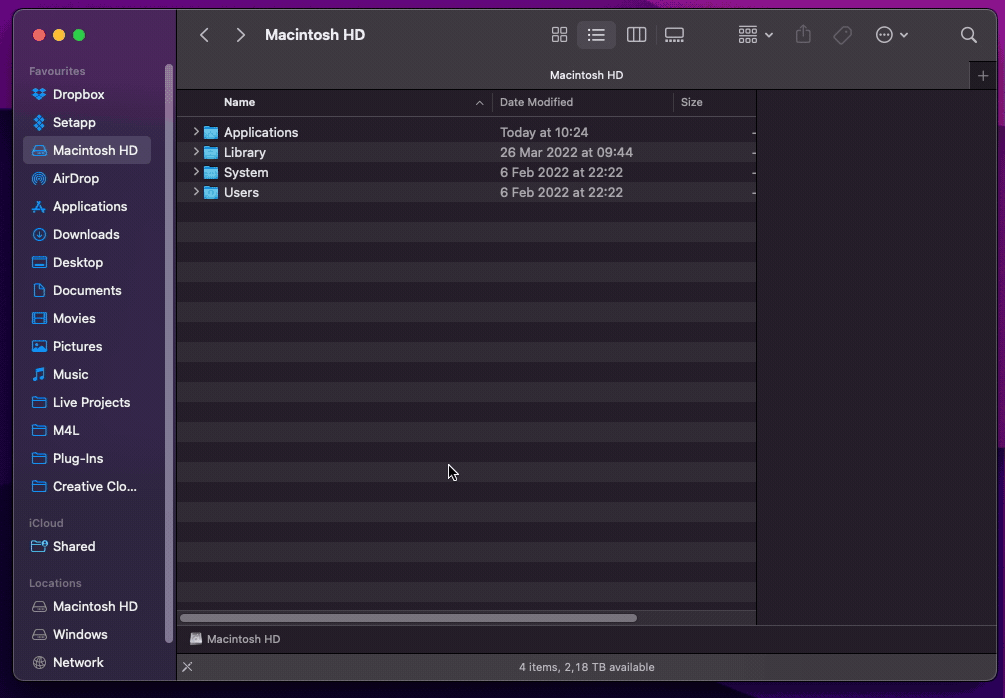 Macintosh HD
Macintosh HD
Favourites
Dropbox
Setapp
Macintosh HD
AirDrop
Applications
Downloads
Desktop
Documents
Movies
Pictures
Music
Live Projects
M4L
Plug-Ins
Creative Clo...
iCloud
Shared
Locations
Macintosh HD
Windows
Network
Name Date Modified Size
Applications Today at 10:24 -
Library 26 Mar 2022 at 09:44 -
System 6 Feb 2022 at 22:22 -
Users 6 Feb 2022 at 22:22 -
Macintosh HD
4 items, 2,18 TB available